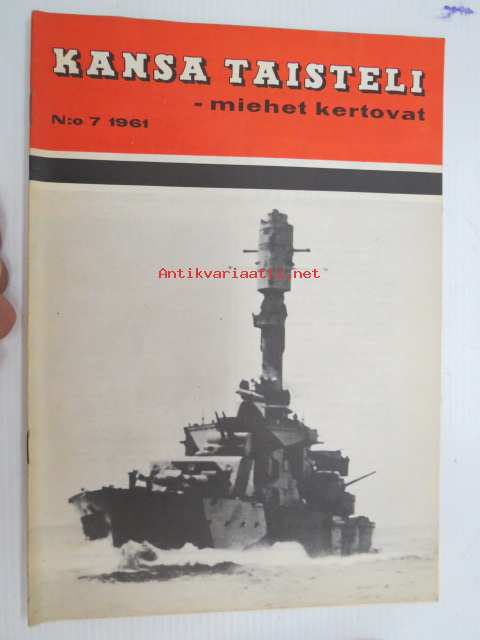 KANSA TAISTELI
- miehet kertovat
N:o 7 1961
Antikvariaatti.net